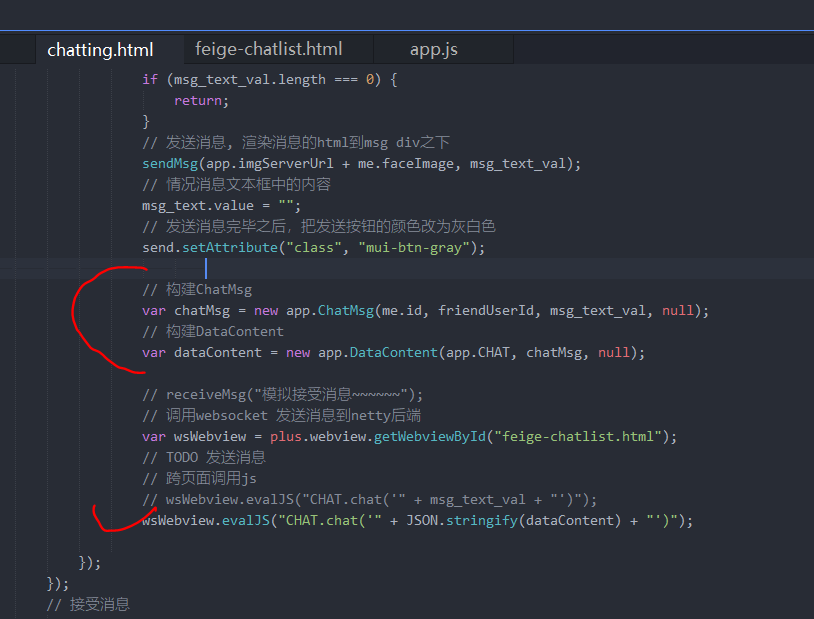 chatting.html feige-chatlist.html app.js
if (msg_text_val.length === 0) {
return;
}
// 发送消息, 渲染消息的html到msg div之下
sendMsg(app.imgServerUrl + me.faceImage, msg_text_val);
// 情况消息文本框中的内容
msg_text.value = "";
// 发送消息完毕之后，把发送按钮的颜色改为灰白色
send.setAttribute("class", "mui-btn-gray");
// 构建ChatMsg
var chatMsg = new app.ChatMsg(me.id, friendUserId, msg_text_val, null);
// 构建DataContent
var dataContent = new app.DataContent(app.CHAT, chatMsg, null);
// receiveMsg("模拟接受消息~~~~~~");
// 调用websocket 发送消息到netty后端
var wsWebview = plus.webview.getWebviewById("feige-chatlist.html");
// TODO 发送消息
// 跨页面调用js
// wsWebview.evalJS("CHAT.chat('" + msg_text_val + "')");
wsWebview.evalJS("CHAT.chat('" + JSON.stringify(dataContent) + "')");
});
});
// 接受消息